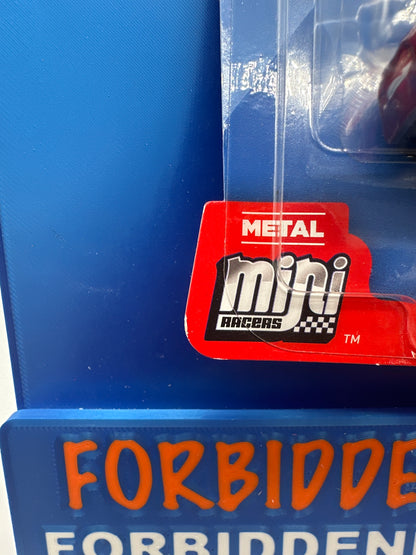 METAL
mini
RACERS
TM
FORBIDDE
FORBIDDEN